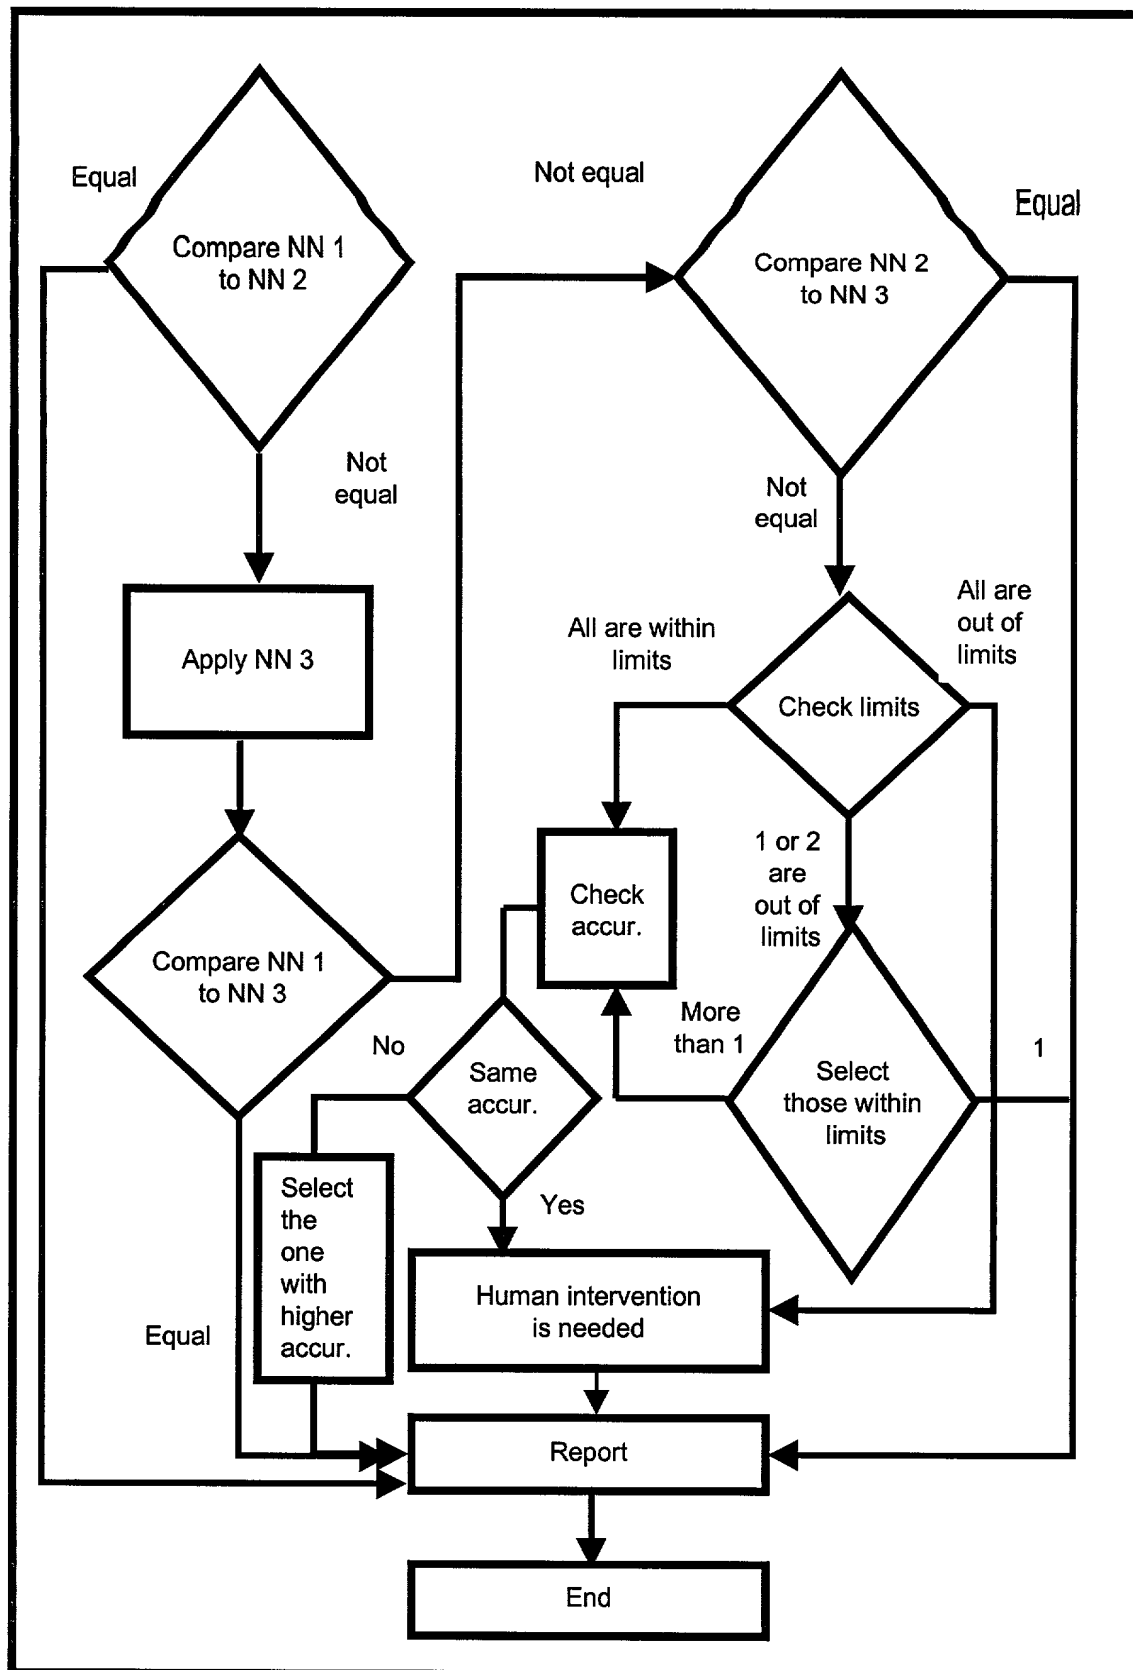 Equal
Compare NN 1
to NN 2
Not
equal
Apply NN 3
Compare NN 1
to NN 3
Equal
Not equal
Compare NN 2
to NN 3
Equal
Not
equal
All are within
limits
Check limits
All are
out of
limits
1 or 2
are
out of
limits
Check
accur.
More
than 1
Select
those within
limits
1
No
Same
accur.
Yes
Select
the
one
with
higher
accur.
Human intervention
is needed
Report
End